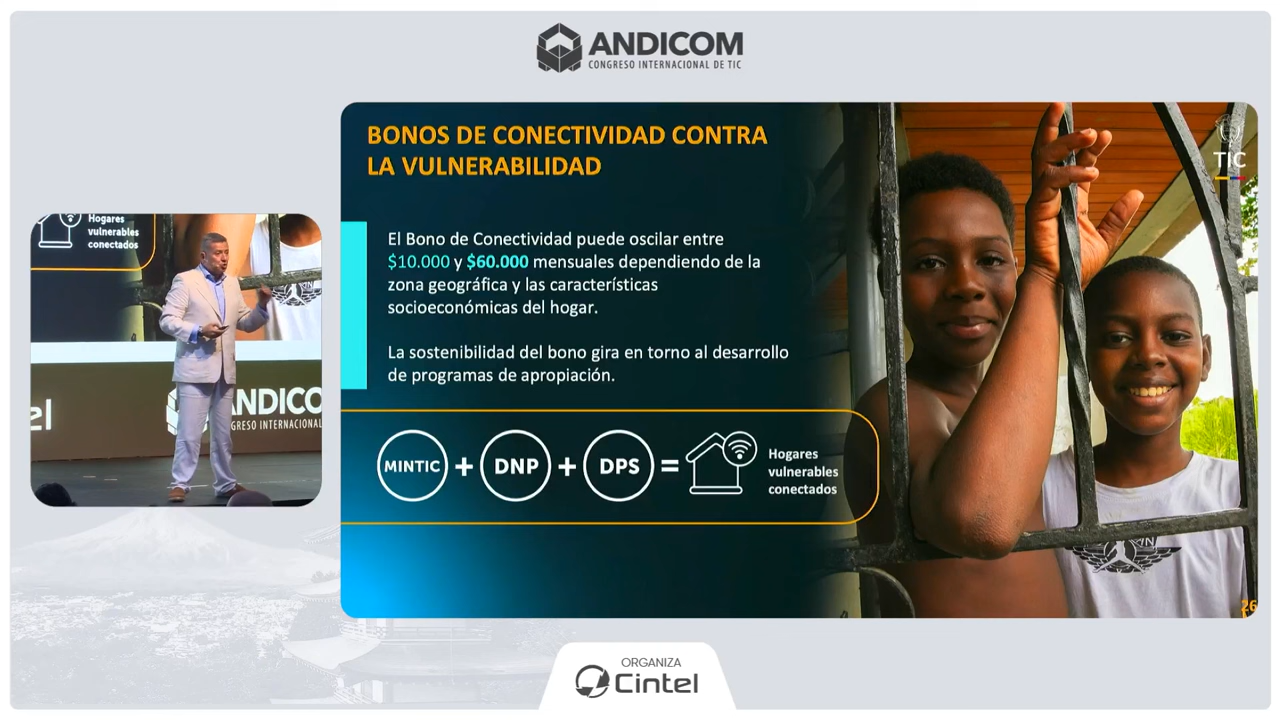 ANDICOM
CONGRESO INTERNACIONAL DE TIC
BONOS DE CONECTIVIDAD CONTRA
LA VULNERABILIDAD
TIC
El Bono de Conectividad puede oscilar entre
$10.000 y $60.000 mensuales dependiendo de la
zona geográfica y las características
socioeconómicas del hogar.
La sostenibilidad del bono gira en torno al desarrollo
de programas de apropiación.
MINTIC + DNP + DPS =
Hogares
vulnerables
conectados
26
Hogares
vulnerables
conectados
el
ANDICO
GRESO INTERNACIONAL
ORGANIZA
Cintel